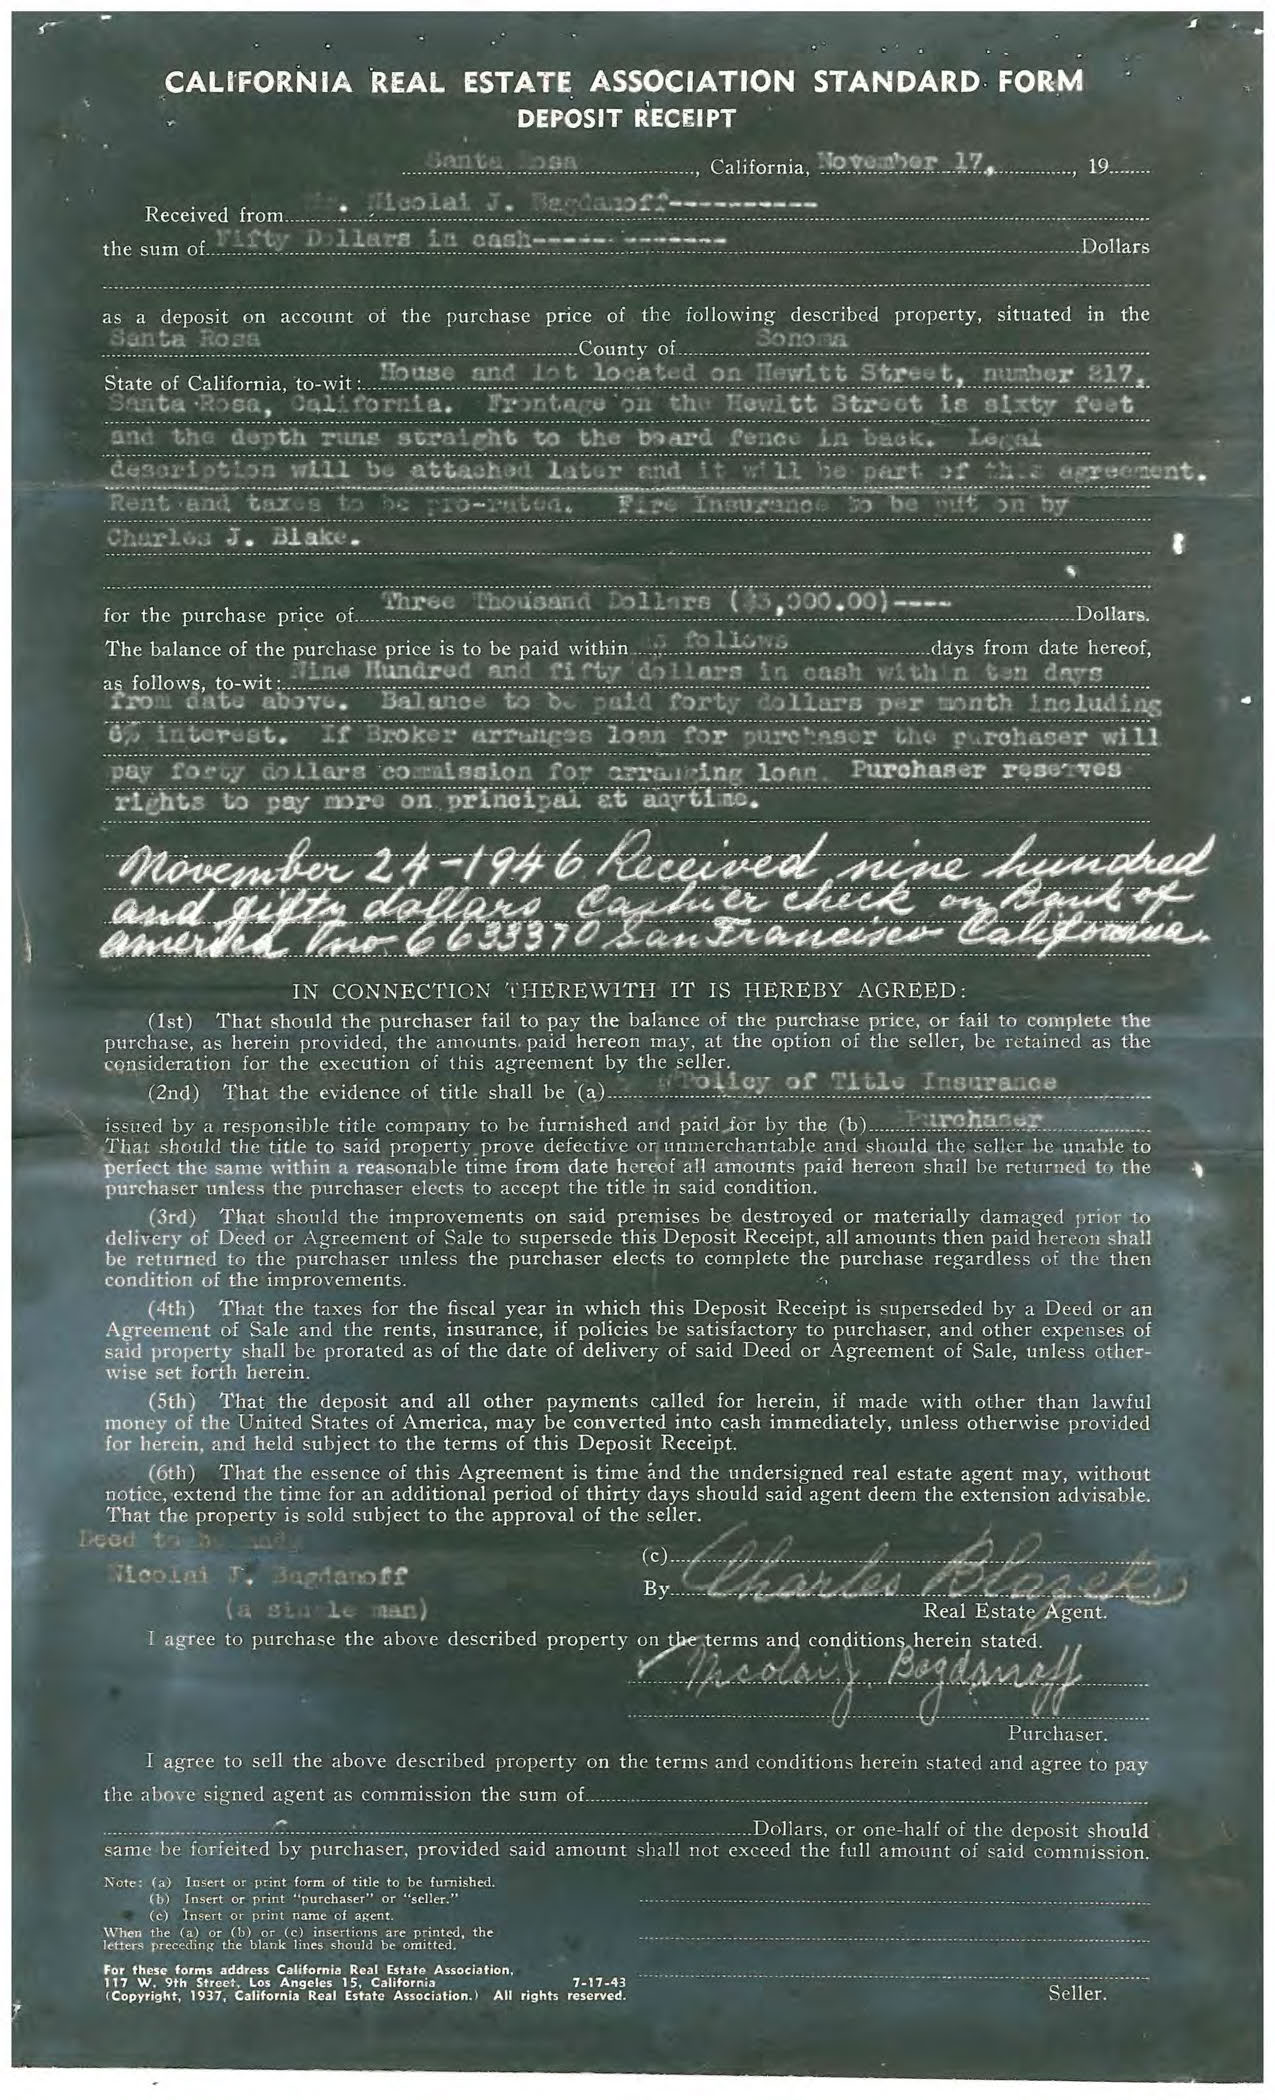 CALIFORNIA REAL ESTATE ASSOCIATION STANDARD FORM
DEPOSIT RECEIPT
Santa Rosa, California, November 17, 19
Received from Nicolai J. Bagdanoff----------
the sum of Fifty Dollars in cash------------ Dollars
as a deposit on account of the purchase price of the following described property, situated in the
Santa Rosa County of Sonoma
State of California, to-wit: House and lot located on Hewitt Street, number 817,
Santa Rosa, California. Frontage on the Hewitt Street is sixty feet
and the depth runs straight to the board fence in back. Legal
description will be attached later and it will be part of this agreement.
Rent and taxes to be pro-rated. Fire Insurance to be put on by
Charles J. Blake.
for the purchase price of Three Thousand Dollars ($3,000.00)---- Dollars.
The balance of the purchase price is to be paid within as follows days from date hereof,
as follows, to-wit: Nine Hundred and fifty dollars in cash within ten days
from date above. Balance to be paid forty dollars per month including
6% interest. If Broker arranges loan for purchaser the purchaser will
pay forty dollars commission for arranging loan. Purchaser reserves
rights to pay more on principal at anytime.
November 24-1946 Received nine hundred
and fifty dollars Cashier check on Bank of
america no 6633370 San Francisco California.
IN CONNECTION THEREWITH IT IS HEREBY AGREED:
(1st) That should the purchaser fail to pay the balance of the purchase price, or fail to complete the
purchase, as herein provided, the amounts paid hereon may, at the option of the seller, be retained as the
consideration for the execution of this agreement by the seller.
(2nd) That the evidence of title shall be (a) Policy of Title Insurance
issued by a responsible title company to be furnished and paid for by the (b) Purchaser
That should the title to said property prove defective or unmerchantable and should the seller be unable to
perfect the same within a reasonable time from date hereof all amounts paid hereon shall be returned to the
purchaser unless the purchaser elects to accept the title in said condition.
(3rd) That should the improvements on said premises be destroyed or materially damaged prior to
delivery of Deed or Agreement of Sale to supersede this Deposit Receipt, all amounts then paid hereon shall
be returned to the purchaser unless the purchaser elects to complete the purchase regardless of the then
condition of the improvements.
(4th) That the taxes for the fiscal year in which this Deposit Receipt is superseded by a Deed or an
Agreement of Sale and the rents, insurance, if policies be satisfactory to purchaser, and other expenses of
said property shall be prorated as of the date of delivery of said Deed or Agreement of Sale, unless other-
wise set forth herein.
(5th) That the deposit and all other payments called for herein, if made with other than lawful
money of the United States of America, may be converted into cash immediately, unless otherwise provided
for herein, and held subject to the terms of this Deposit Receipt.
(6th) That the essence of this Agreement is time and the undersigned real estate agent may, without
notice, extend the time for an additional period of thirty days should said agent deem the extension advisable.
That the property is sold subject to the approval of the seller.
Deed to be
Nicolai J. Bagdanoff
(a single man)
(c)
By Charles
Real Estate Agent.
I agree to purchase the above described property on the terms and conditions herein stated.
Nicolai J. Bogdanoff
Purchaser.
I agree to sell the above described property on the terms and conditions herein stated and agree to pay
the above signed agent as commission the sum of
Dollars, or one-half of the deposit should
same be forfeited by purchaser, provided said amount shall not exceed the full amount of said commission.
Note: (a) Insert or print form of title to be furnished.
(b) Insert or print "purchaser" or "seller."
(c) Insert or print name of agent.
When the (a) or (b) or (c) insertions are printed, the
letters preceding the blank lines should be omitted.
For these forms address California Real Estate Association,
117 W. 9th Street, Los Angeles 15, California 7-17-43
(Copyright, 1937, California Real Estate Association.) All rights reserved.
Seller.